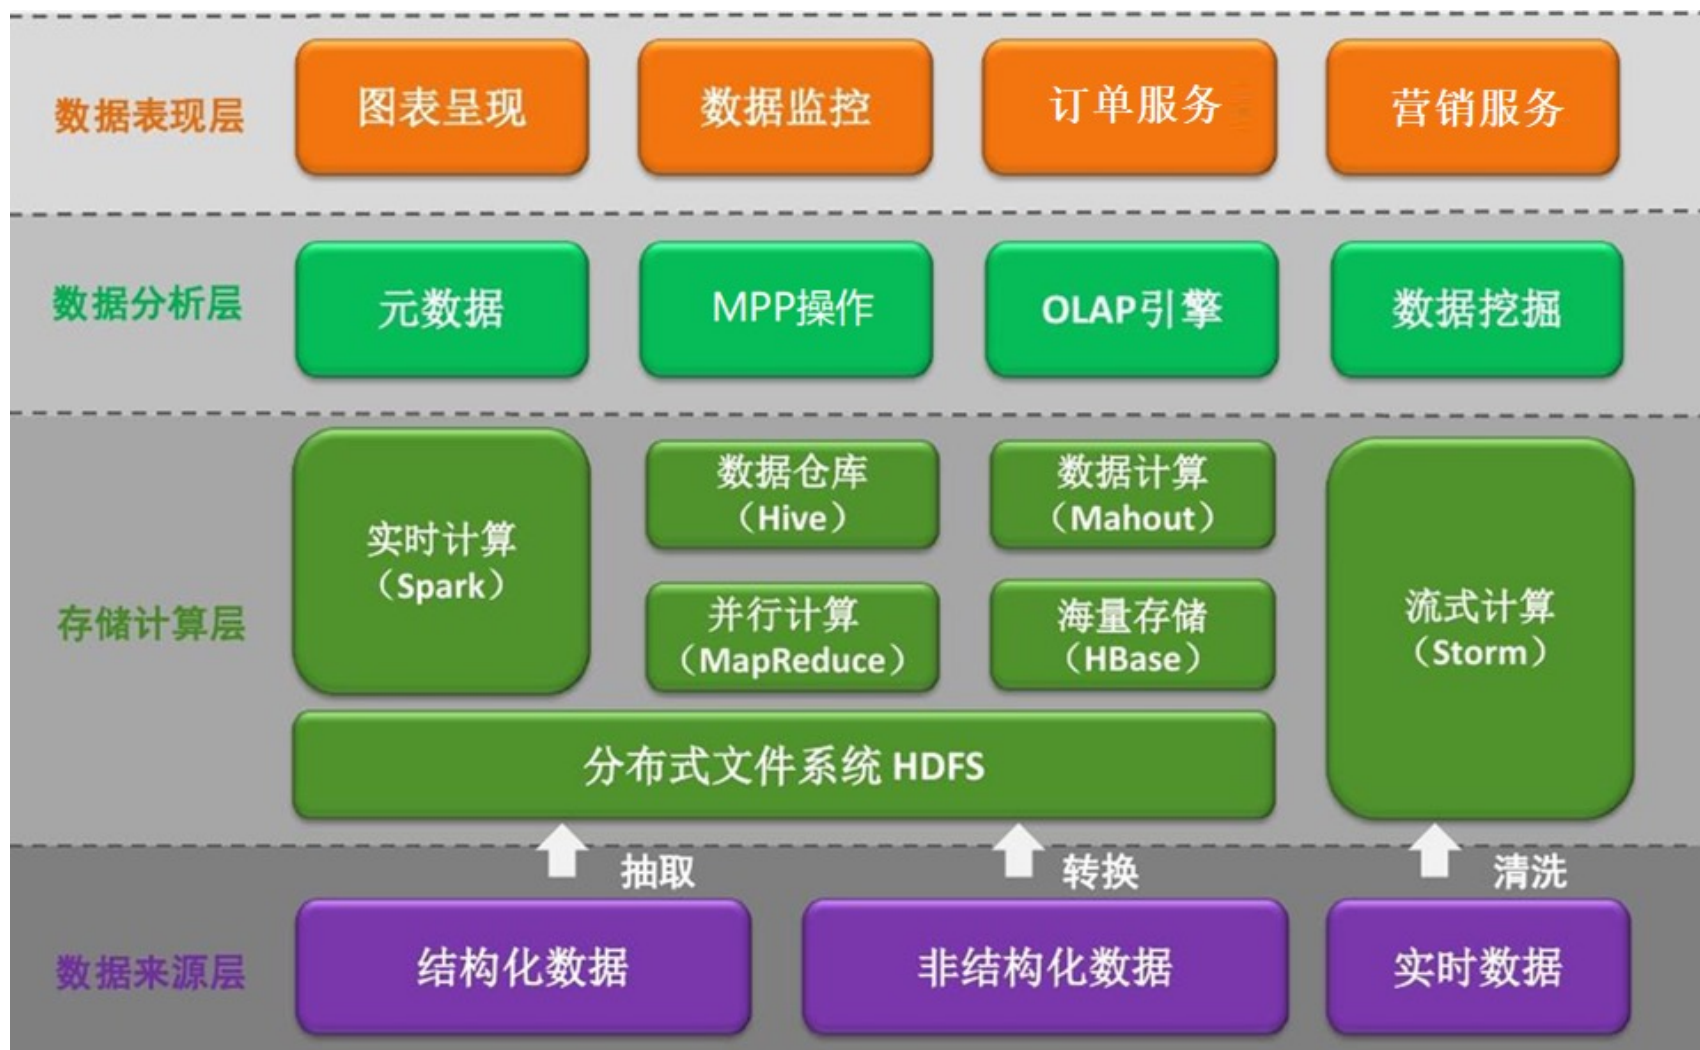 数据表现层
图表呈现
数据监控
订单服务
营销服务
数据分析层
元数据
MPP操作
OLAP引擎
数据挖掘
存储计算层
实时计算
（Spark）
数据仓库
（Hive）
数据计算
（Mahout）
并行计算
（MapReduce）
海量存储
（HBase）
流式计算
（Storm）
分布式文件系统 HDFS
抽取
转换
清洗
数据来源层
结构化数据
非结构化数据
实时数据